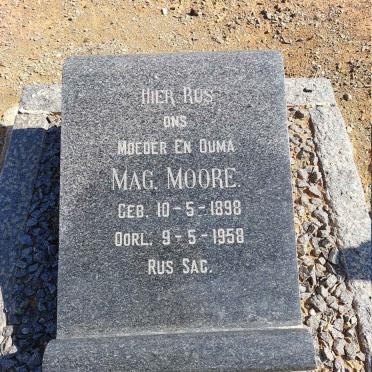 HIER RUS
ONS
MOEDER EN OUMA
MAG. MOORE.
GEB. 10-5-1898
OORL. 9-5-1958
RUS SAG.